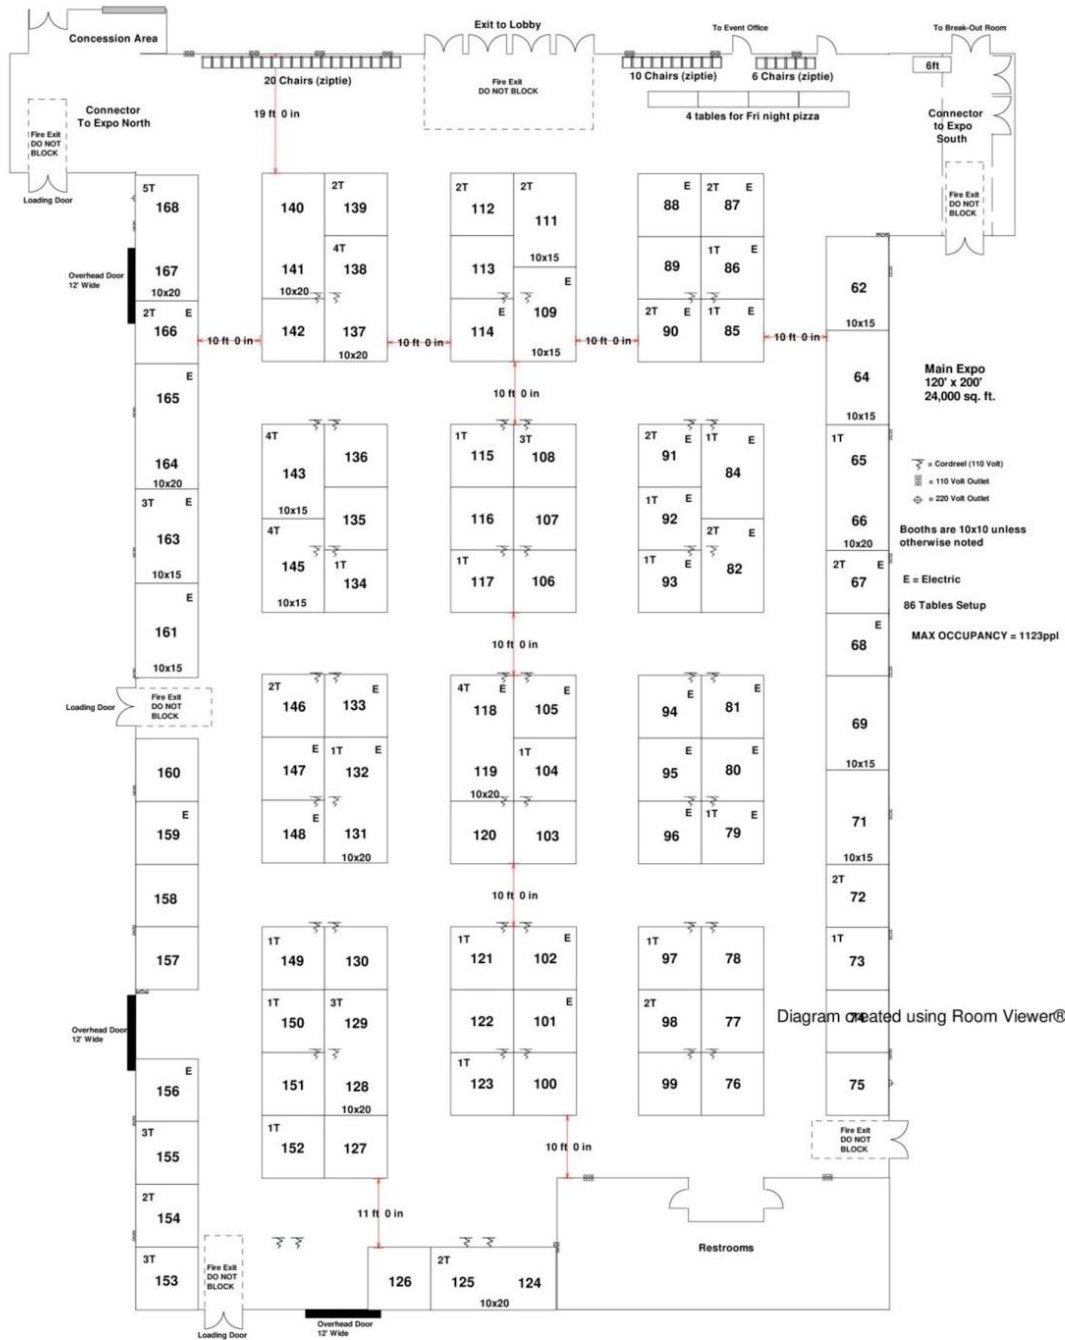 Concession Area
Exit to Lobby
To Event Office
To Break-Out Room
20 Chairs (ziptie)
10 Chairs (ziptie)
6 Chairs (ziptie)
6ft
Fire Exit
DO NOT BLOCK
4 tables for Fri night pizza
Connector
To Expo North
19 ft 0 in
Connector
to Expo
South
Fire Exit
DO NOT
BLOCK
Loading Door
Fire Exit
DO NOT
BLOCK
5T
168
167
10x20
Overhead Door
12' Wide
2T E
166
E
165
164
10x20
3T E
163
10x15
E
161
10x15
Loading Door
Fire Exit
DO NOT
BLOCK
160
E
159
158
157
Overhead Door
12' Wide
E
156
3T
155
2T
154
3T
153
Fire Exit
DO NOT
BLOCK
Loading Door
Overhead Door
12' Wide
140
141
10x20
142
2T
139
4T
138
137
10x20
10 ft 0 in
10 ft 0 in
2T
112
113
E
114
2T
111
10x15
E
109
10x15
10 ft 0 in
10 ft 0 in
E
88
2T E
87
89
1T E
86
2T E
90
1T E
85
10 ft 0 in
4T
143
10x15
4T
145
10x15
136
135
1T
134
1T
115
3T
108
116
107
1T
117
106
10 ft 0 in
2T E
91
1T E
92
1T E
93
1T E
84
2T E
82
2T
146
E
133
E
147
1T E
132
E
148
131
10x20
4T E
118
119
10x20
120
E
105
1T
104
103
10 ft 0 in
E
94
E
81
E
95
E
80
E
96
1T E
79
1T
149
130
1T
150
3T
129
151
128
10x20
1T
152
127
11 ft 0 in
1T
121
E
102
122
E
101
1T
123
100
10 ft 0 in
1T
97
78
2T
98
77
99
76
126
2T
125
124
10x20
Restrooms
62
10x15
64
10x15
1T
65
66
10x20
2T E
67
E
68
69
10x15
71
10x15
2T
72
1T
73
74
75
Fire Exit
DO NOT
BLOCK
Main Expo
120' x 200'
24,000 sq. ft.
= Cordreel (110 Volt)
= 110 Volt Outlet
= 220 Volt Outlet
Booths are 10x10 unless
otherwise noted
E = Electric
86 Tables Setup
MAX OCCUPANCY = 1123ppl
Diagram created using Room Viewer®